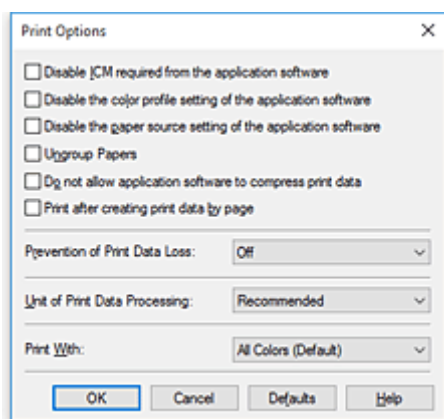 Print Options
Disable ICM required from the application software
Disable the color profile setting of the application software
Disable the paper source setting of the application software
Ungroup Papers
Do not allow application software to compress print data
Print after creating print data by page
Prevention of Print Data Loss: Off
Unit of Print Data Processing: Recommended
Print With: All Colors (Default)
OK Cancel Defaults Help